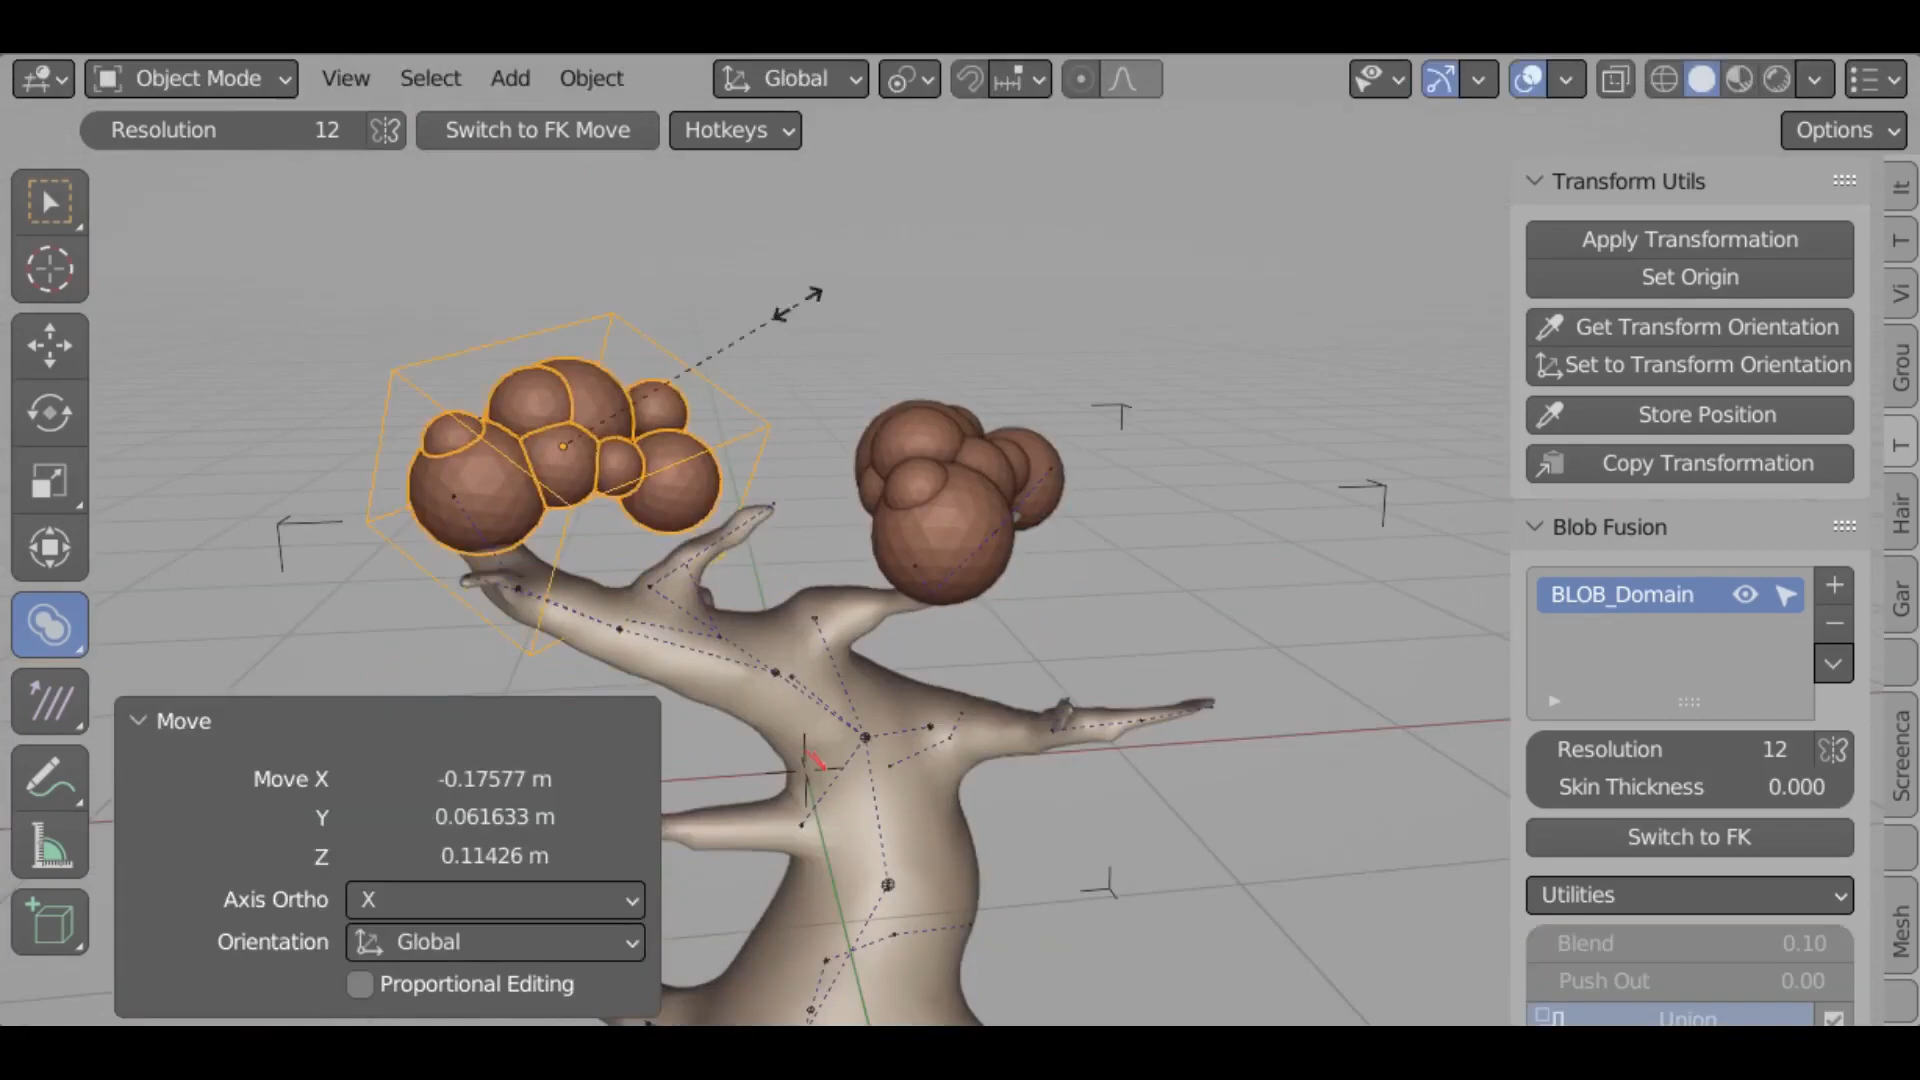 Object Mode View Select Add Object Global
Resolution 12 Switch to FK Move Hotkeys Options
Transform Utils
Apply Transformation
Set Origin
Get Transform Orientation
Set to Transform Orientation
Store Position
Copy Transformation
Blob Fusion
BLOB_Domain
Resolution 12
Skin Thickness 0.000
Switch to FK
Utilities
Blend 0.10
Push Out 0.00
Union
It
T
Vi
Grou
T
Hair
Gar
Screenca
Mesh
Move
Move X -0.17577 m
Y 0.061633 m
Z 0.11426 m
Axis Ortho X
Orientation Global
Proportional Editing